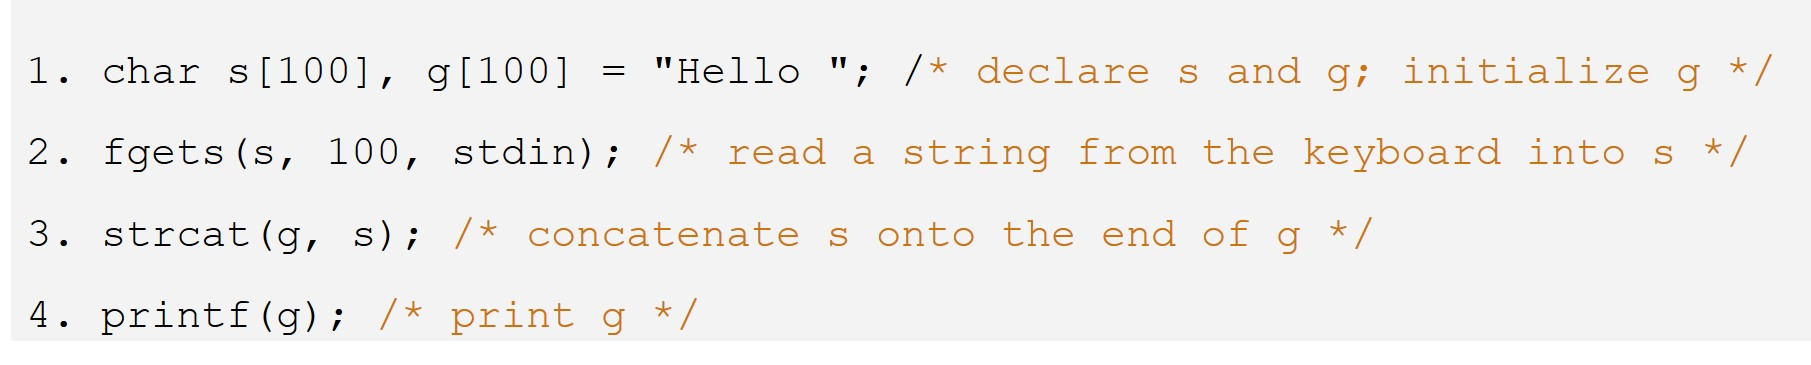 1. char s[100], g[100] = "Hello "; /* declare s and g; initialize g */
2. fgets(s, 100, stdin); /* read a string from the keyboard into s */
3. strcat(g, s); /* concatenate s onto the end of g */
4. printf(g); /* print g */